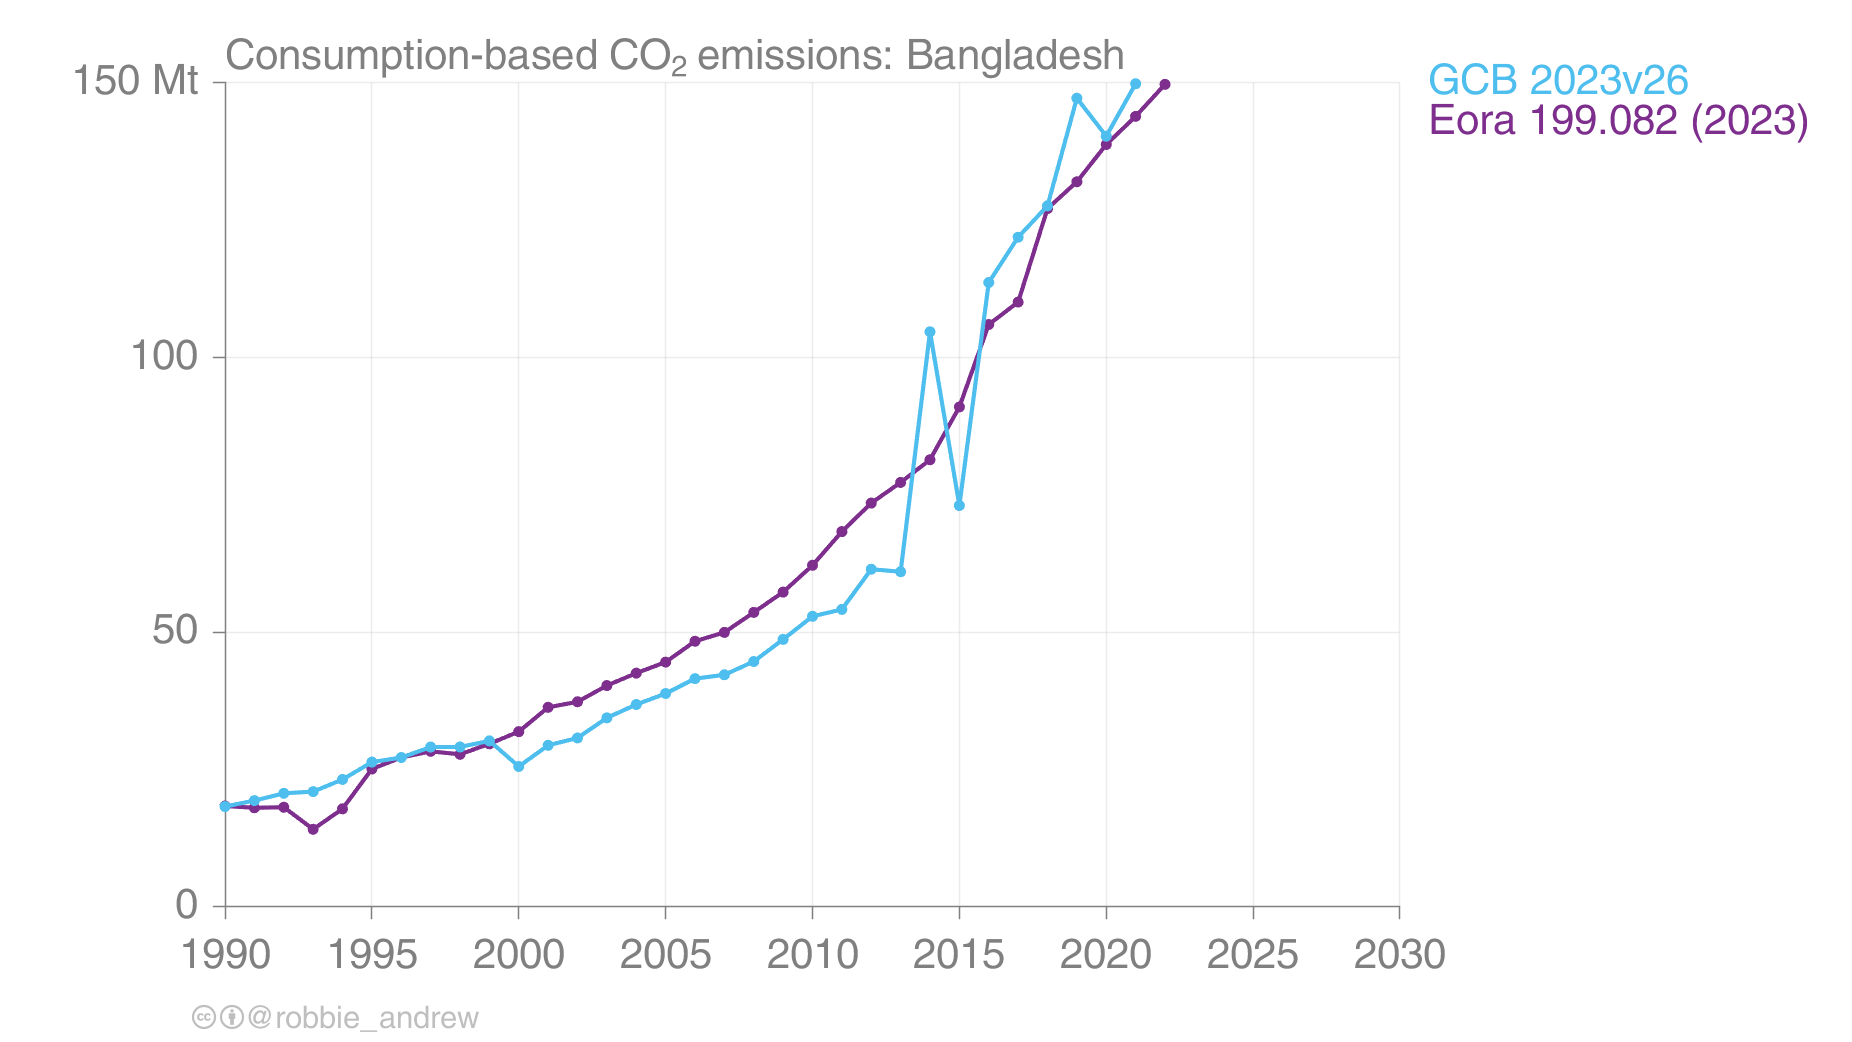 Consumption-based CO₂ emissions: Bangladesh
150 Mt
100
50
0
1990 1995 2000 2005 2010 2015 2020 2025 2030
GCB 2023v26
Eora 199.082 (2023)
cc @robbie_andrew